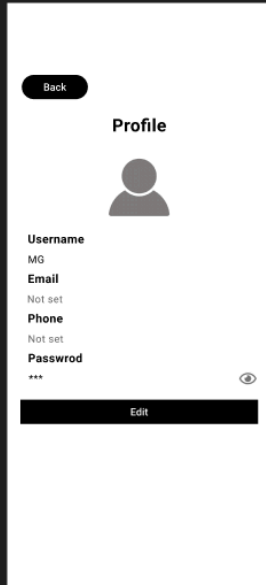 Back
Profile
Username
MG
Email
Not set
Phone
Not set
Passwrod
***
Edit